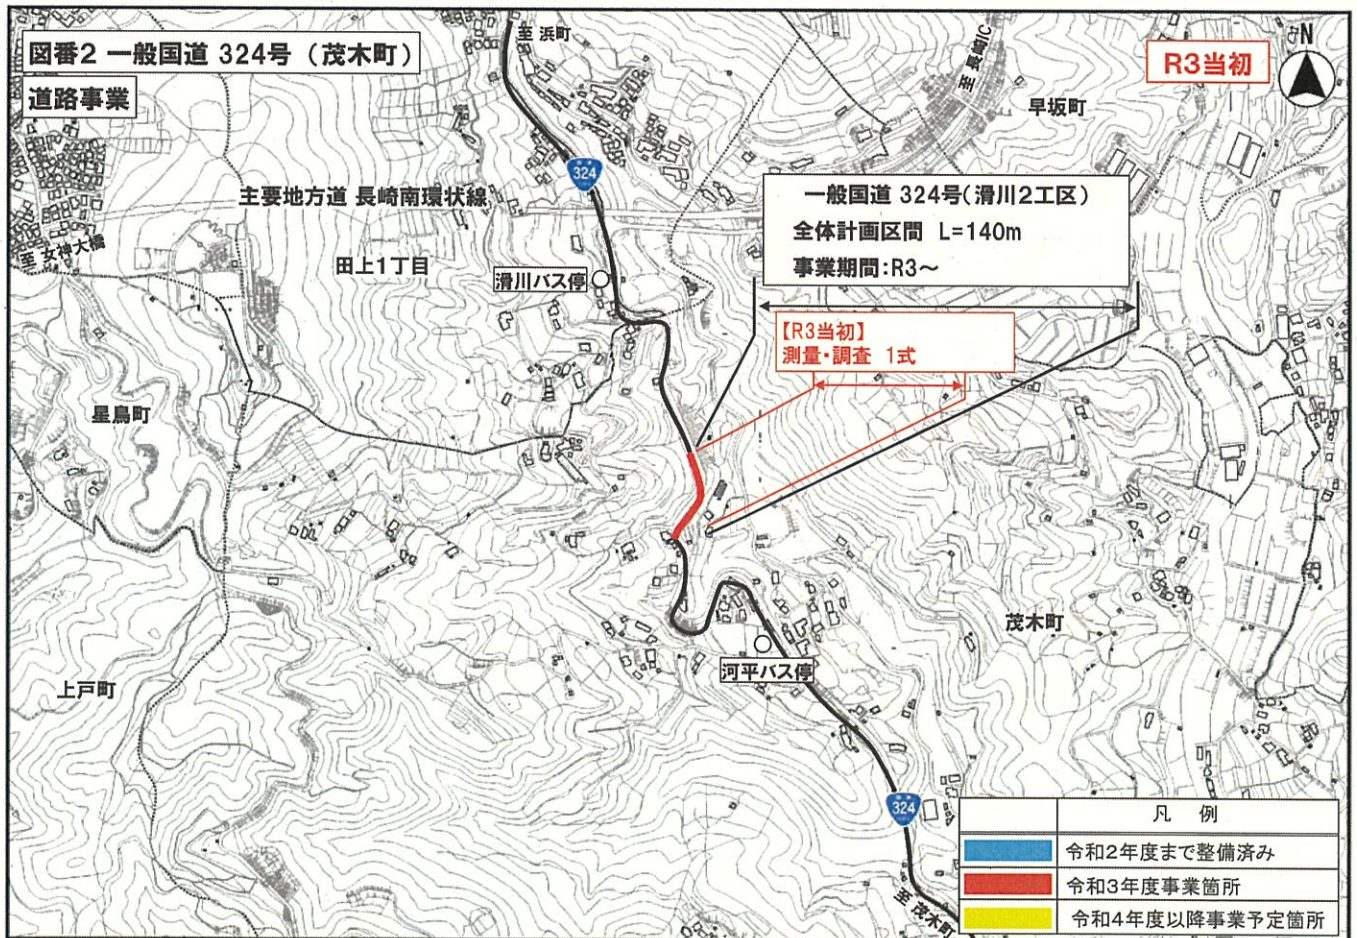 図番2 一般国道 324号 (茂木町)
道路事業
至 浜町
R3当初
N
至 長崎IC
早坂町
324
主要地方道 長崎南環状線
一般国道 324号(滑川2工区)
全体計画区間 L=140m
事業期間:R3～
至 女神大橋
田上1丁目
滑川バス停
【R3当初】
測量・調査 1式
星鳥町
茂木町
河平バス停
上戸町
324
至 茂木町
凡 例
令和2年度まで整備済み
令和3年度事業箇所
令和4年度以降事業予定箇所